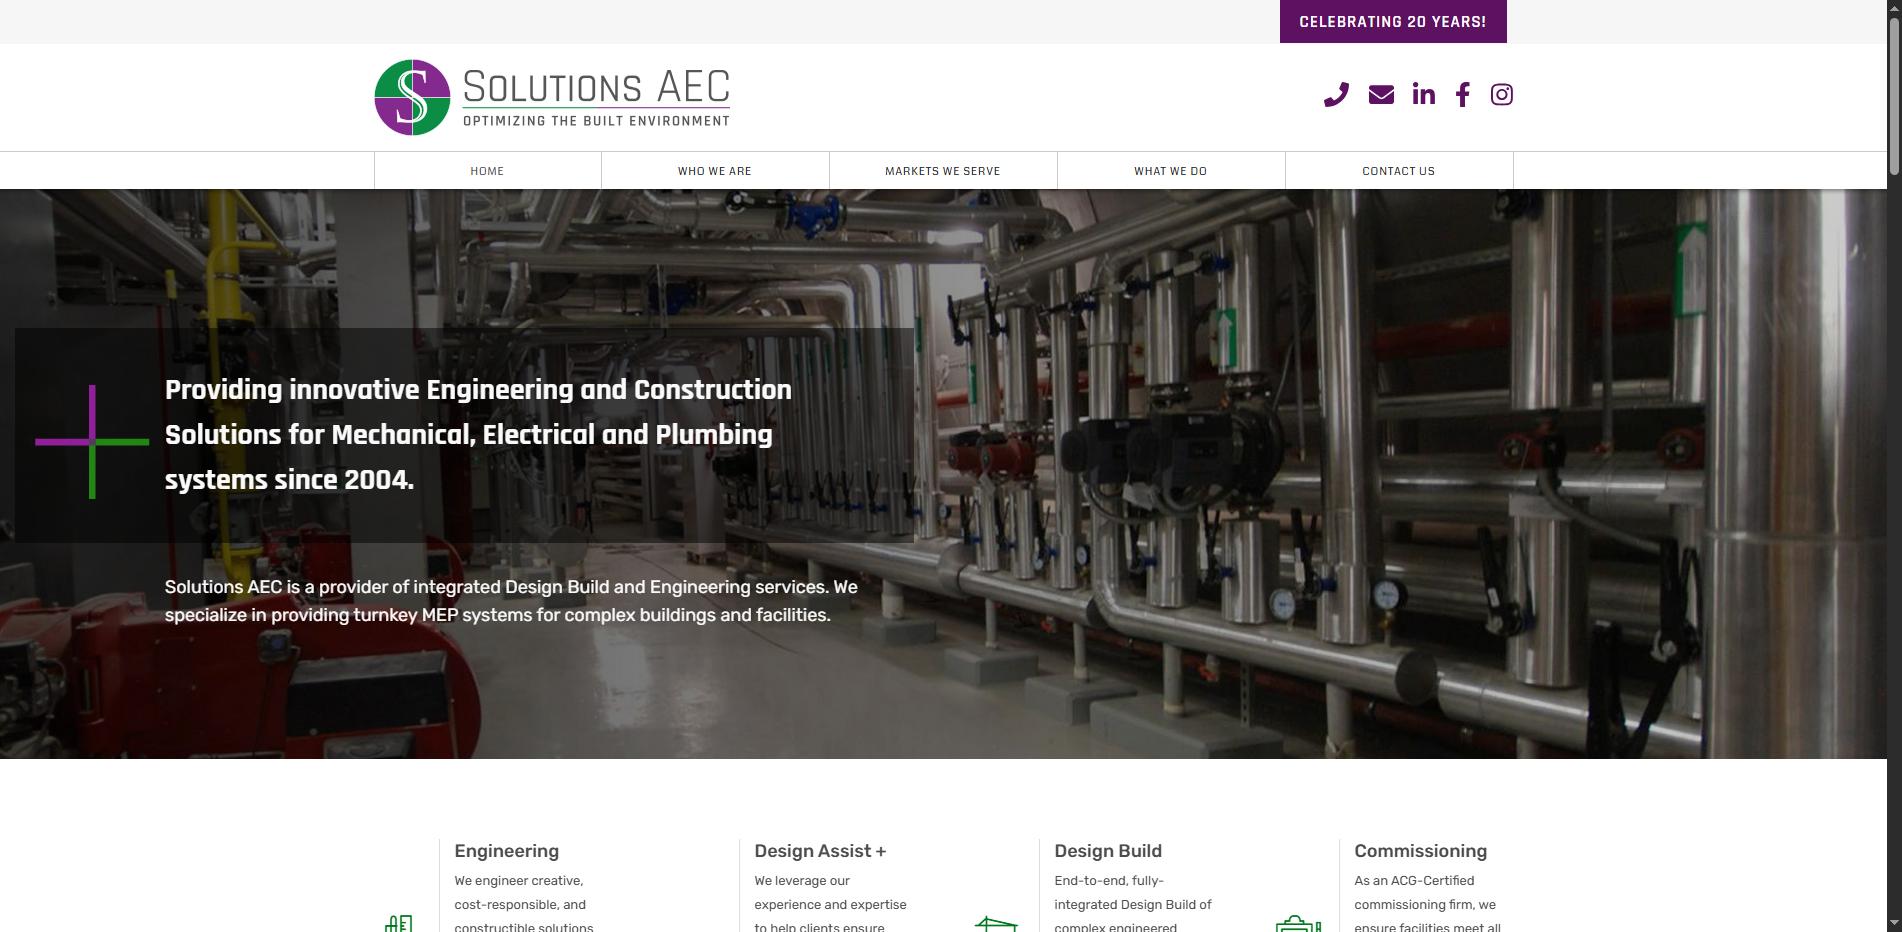 CELEBRATING 20 YEARS!
S SOLUTIONS AEC
OPTIMIZING THE BUILT ENVIRONMENT
HOME
WHO WE ARE
MARKETS WE SERVE
WHAT WE DO
CONTACT US
Providing innovative Engineering and Construction
Solutions for Mechanical, Electrical and Plumbing
systems since 2004.
Solutions AEC is a provider of integrated Design Build and Engineering services. We
specialize in providing turnkey MEP systems for complex buildings and facilities.
Engineering
We engineer creative,
cost-responsible, and
constructible solutions
Design Assist +
We leverage our
experience and expertise
to help clients ensure
Design Build
End-to-end, fully-
integrated Design Build of
complex engineered
Commissioning
As an ACG-Certified
commissioning firm, we
ensure facilities meet all